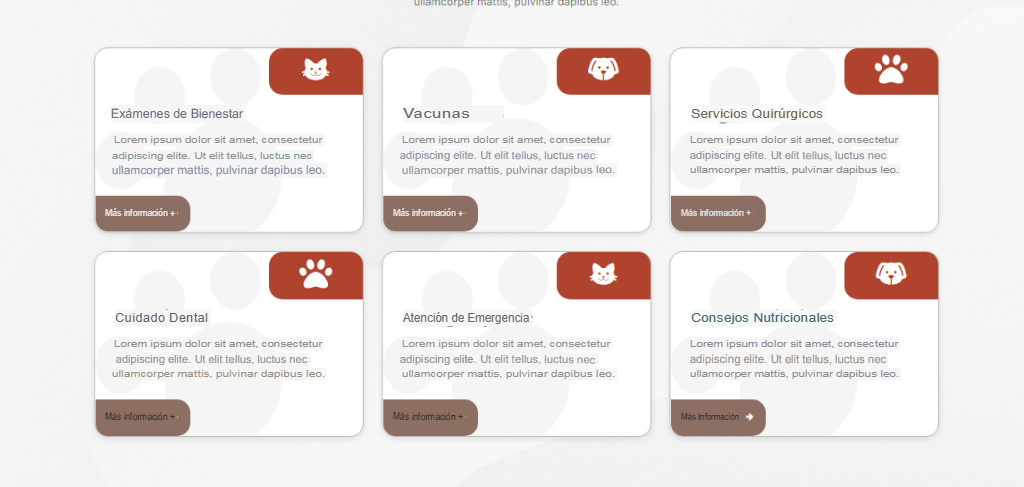 ullamcorper mattis, pulvinar dapibus leo.
Exámenes de Bienestar
Lorem ipsum dolor sit amet, consectetur
adipiscing elite. Ut elit tellus, luctus nec
ullamcorper mattis, pulvinar dapibus leo.
Más información +
Vacunas
Lorem ipsum dolor sit amet, consectetur
adipiscing elite. Ut elit tellus, luctus nec
ullamcorper mattis, pulvinar dapibus leo.
Más información +
Servicios Quirúrgicos
Lorem ipsum dolor sit amet, consectetur
adipiscing elite. Ut elit tellus, luctus nec
ullamcorper mattis, pulvinar dapibus leo.
Más información +
Cuidado Dental
Lorem ipsum dolor sit amet, consectetur
adipiscing elite. Ut elit tellus, luctus nec
ullamcorper mattis, pulvinar dapibus leo.
Más información +
Atención de Emergencia
Lorem ipsum dolor sit amet, consectetur
adipiscing elite. Ut elit tellus, luctus nec
ullamcorper mattis, pulvinar dapibus leo.
Más información +
Consejos Nutricionales
Lorem ipsum dolor sit amet, consectetur
adipiscing elite. Ut elit tellus, luctus nec
ullamcorper mattis, pulvinar dapibus leo.
Más Información